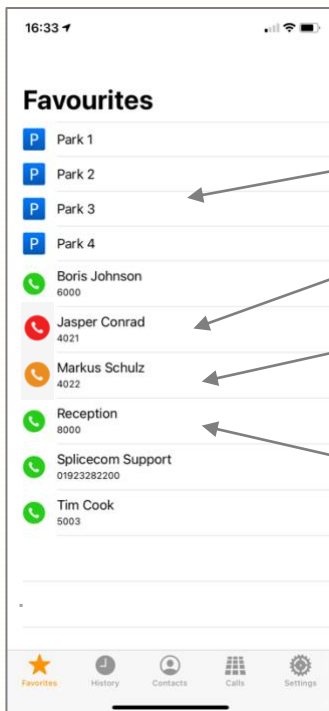 16:33
Favourites
P Park 1
P Park 2
P Park 3
P Park 4
Boris Johnson
6000
Jasper Conrad
4021
Markus Schulz
4022
Reception
8000
Splicecom Support
01923282200
Tim Cook
5003
Favorites History Contacts Calls Settings